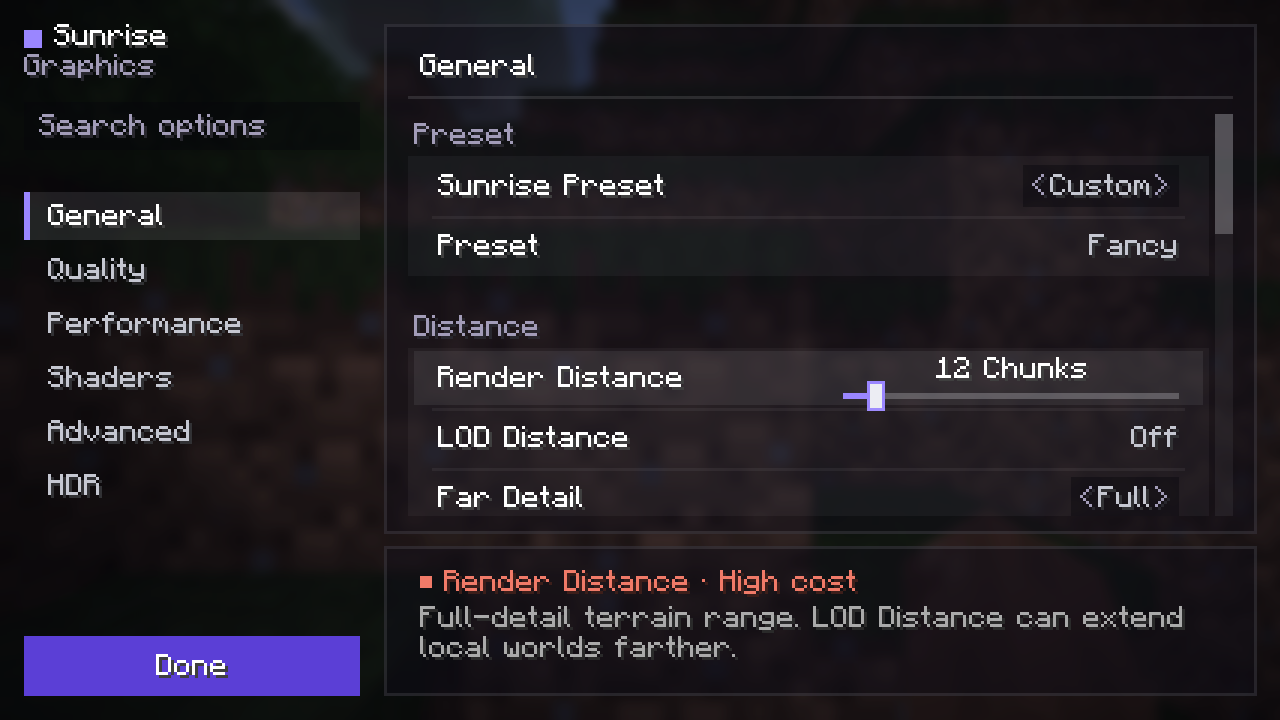 Sunrise
Graphics
Search options
General
Quality
Performance
Shaders
Advanced
HDR
Done
General
Preset
Sunrise Preset <Custom>
Preset Fancy
Distance
Render Distance 12 Chunks
LOD Distance Off
Far Detail <Full>
Render Distance · High cost
Full-detail terrain range. LOD Distance can extend
local worlds farther.